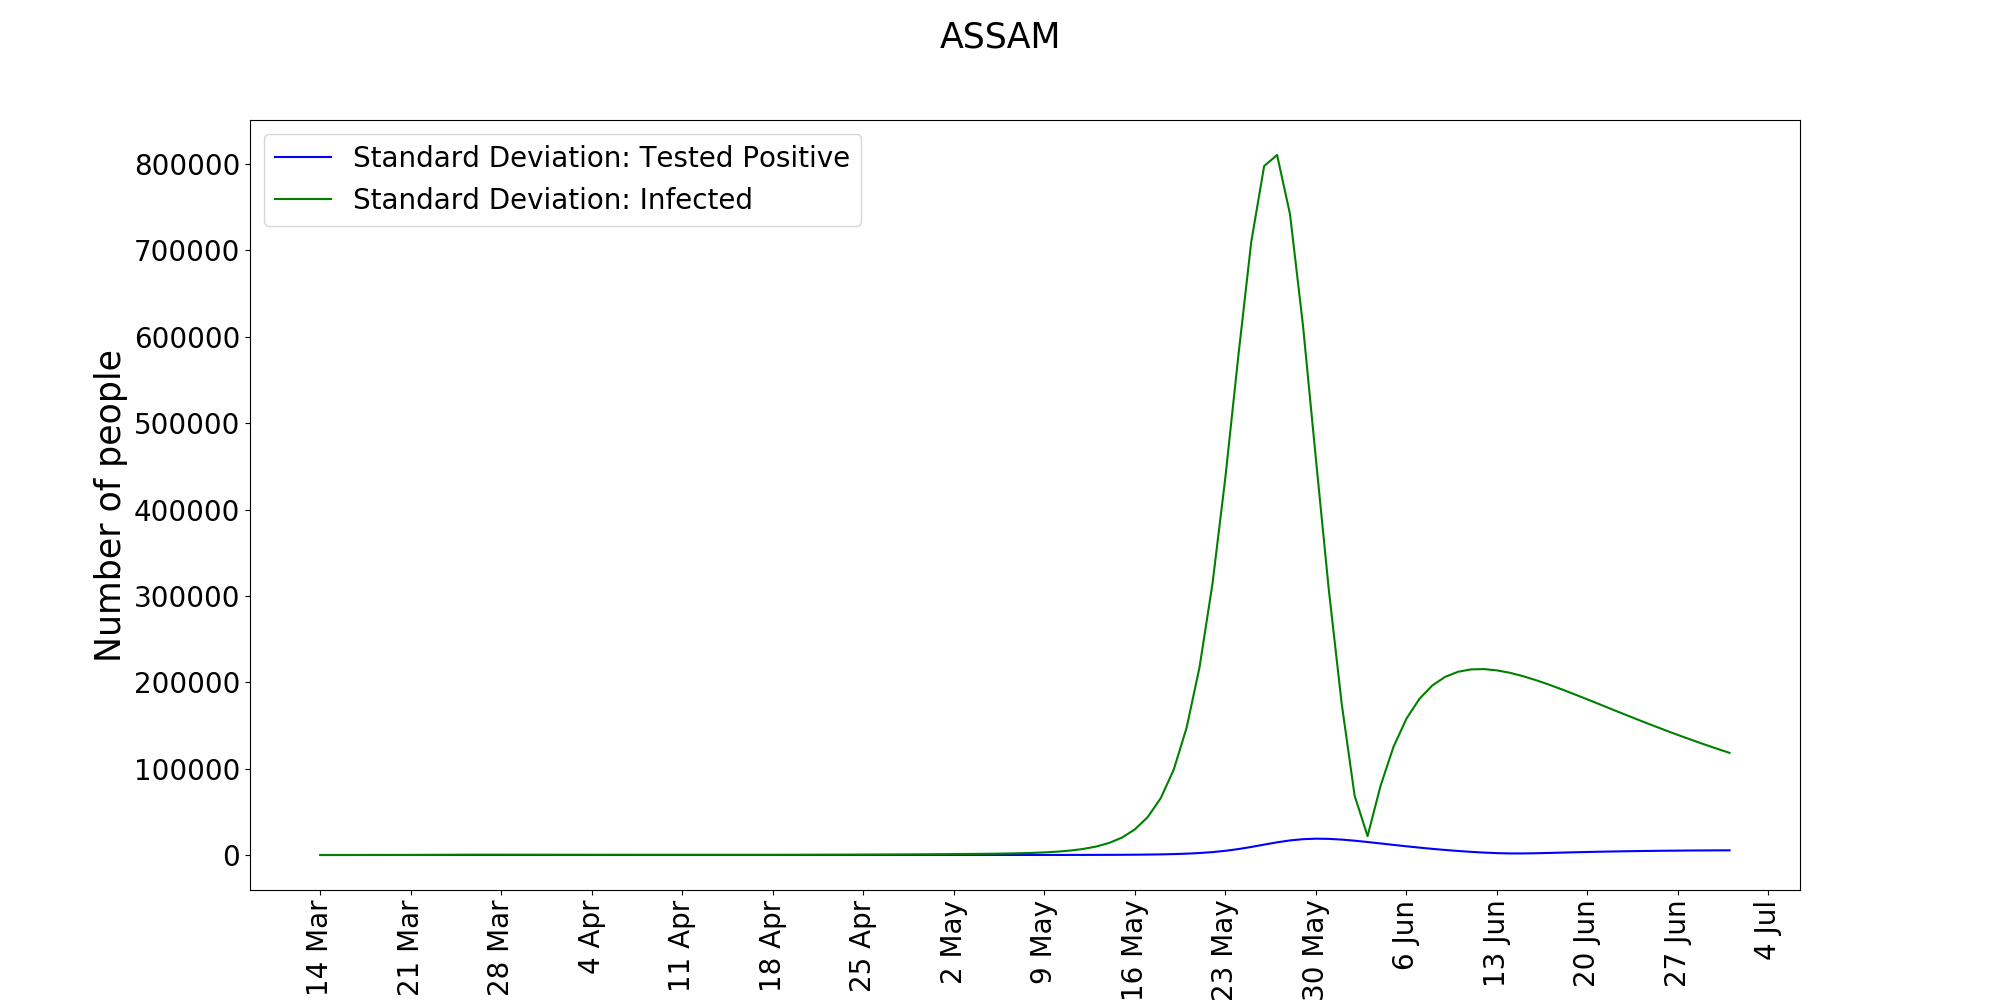 ASSAM
Standard Deviation: Tested Positive
Standard Deviation: Infected
Number of people
800000
700000
600000
500000
400000
300000
200000
100000
0
14 Mar
21 Mar
28 Mar
4 Apr
11 Apr
18 Apr
25 Apr
2 May
9 May
16 May
23 May
30 May
6 Jun
13 Jun
20 Jun
27 Jun
4 Jul